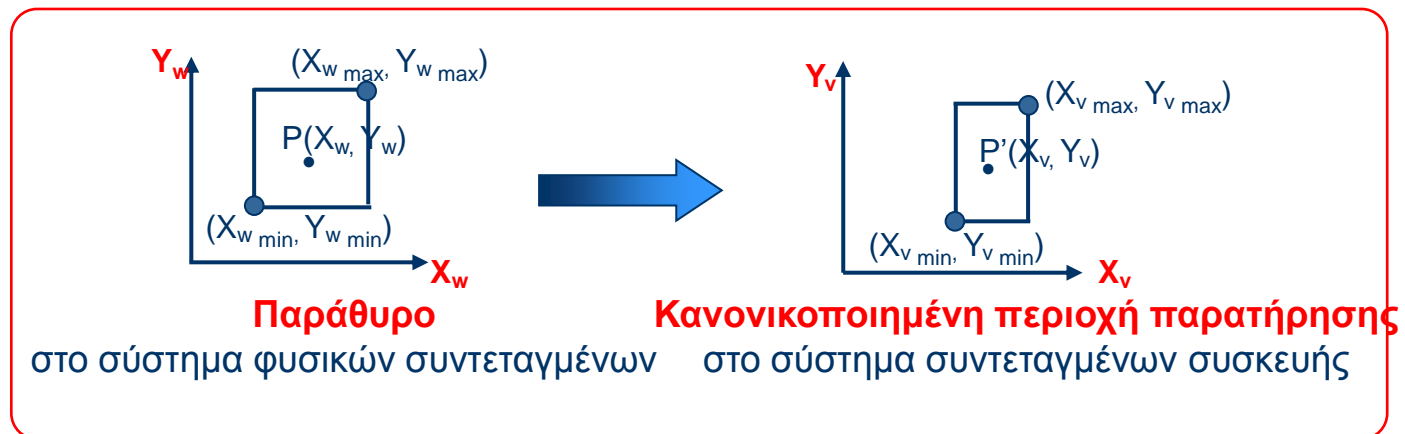 Yw (Xw max, Yw max)
P(Xw, Yw)
(Xw min, Yw min)
Xw
Παράθυρο
στο σύστημα φυσικών συντεταγμένων
Yv (Xv max, Yv max)
P’(Xv, Yv)
(Xv min, Yv min)
Xv
Κανονικοποιημένη περιοχή παρατήρησης
στο σύστημα συντεταγμένων συσκευής